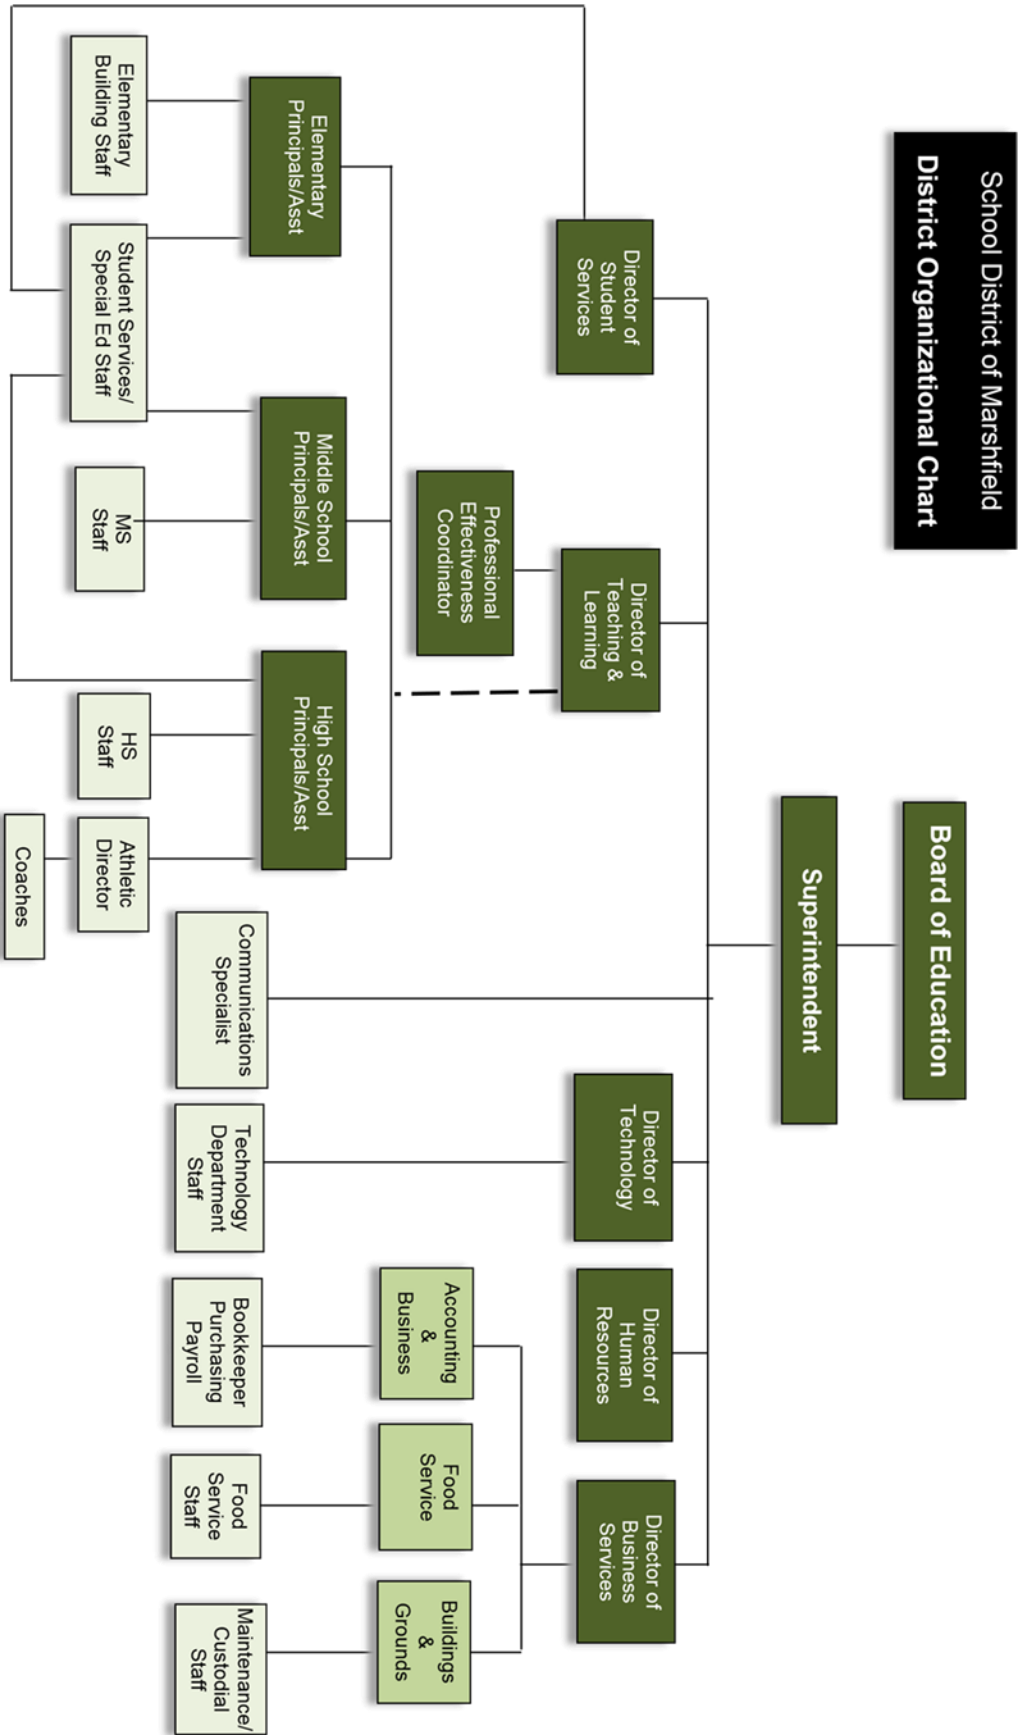 School District of Marshfield
District Organizational Chart
Board of Education
Superintendent
Director of
Student
Services
Director of
Teaching &
Learning
Director of
Technology
Director of
Human
Resources
Director of
Business
Services
Professional
Effectiveness
Coordinator
Accounting
&
Business
Food
Service
Buildings
&
Grounds
Elementary
Principals/Asst
Middle School
Principals/Asst
High School
Principals/Asst
Communications
Specialist
Technology
Department
Staff
Bookkeeper
Purchasing
Payroll
Food
Service
Staff
Maintenance/
Custodial
Staff
Elementary
Building Staff
Student Services/
Special Ed Staff
MS
Staff
HS
Staff
Athletic
Director
Coaches